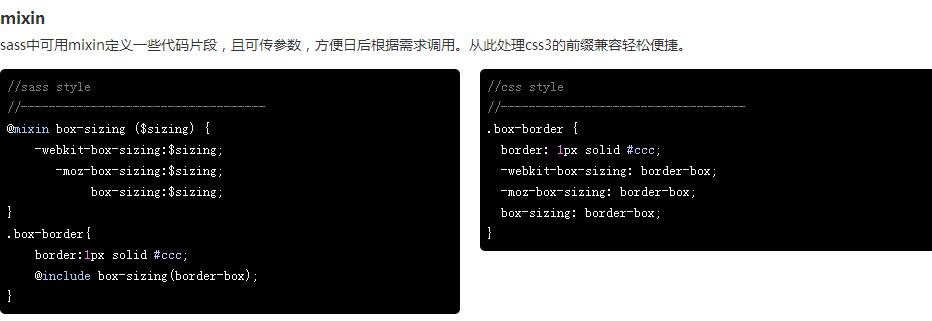 mixin
sass中可用mixin定义一些代码片段，且可传参数，方便日后根据需求调用。从此处理css3的前缀兼容轻松便捷。
//sass style
//-----------------------------------
@mixin box-sizing ($sizing) {
    -webkit-box-sizing:$sizing;
       -moz-box-sizing:$sizing;
            box-sizing:$sizing;
}
.box-border{
    border:1px solid #ccc;
    @include box-sizing(border-box);
}
//css style
//-----------------------------------
.box-border {
  border: 1px solid #ccc;
  -webkit-box-sizing: border-box;
  -moz-box-sizing: border-box;
  box-sizing: border-box;
}